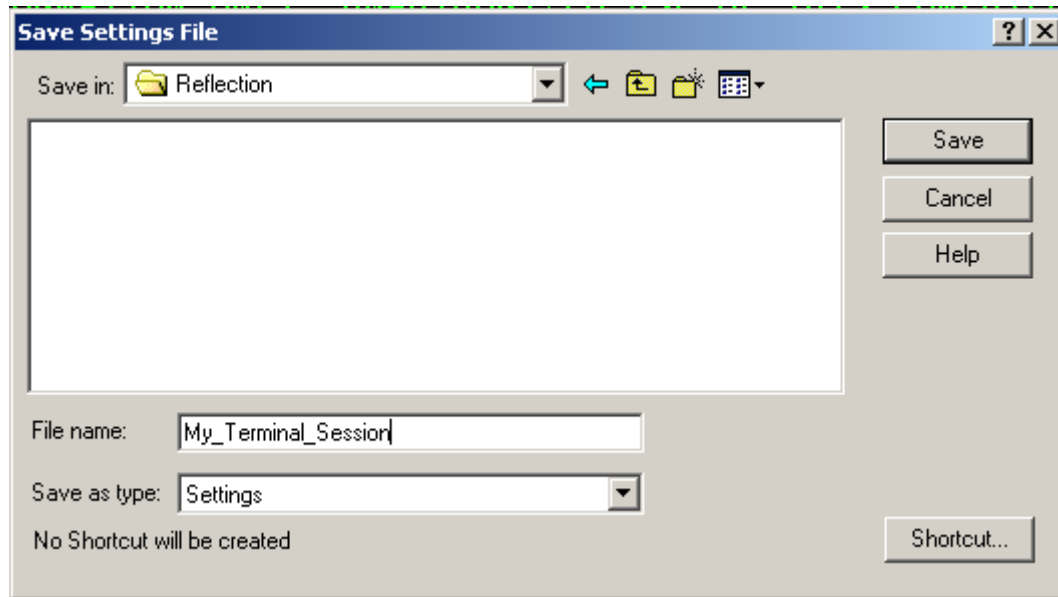 Save Settings File
Save in: Reflection
Save
Cancel
Help
File name: My_Terminal_Session
Save as type: Settings
No Shortcut will be created
Shortcut...